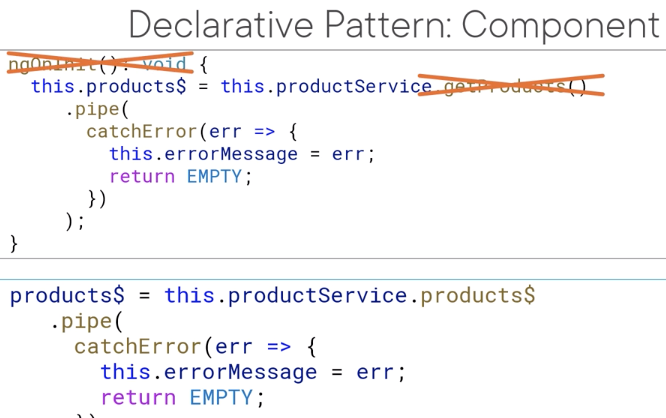 Declarative Pattern: Component
ngOnInit(): void {
this.products$ = this.productService.getProducts()
.pipe(
catchError(err => {
this.errorMessage = err;
return EMPTY;
})
);
}
products$ = this.productService.products$
.pipe(
catchError(err => {
this.errorMessage = err;
return EMPTY;
})